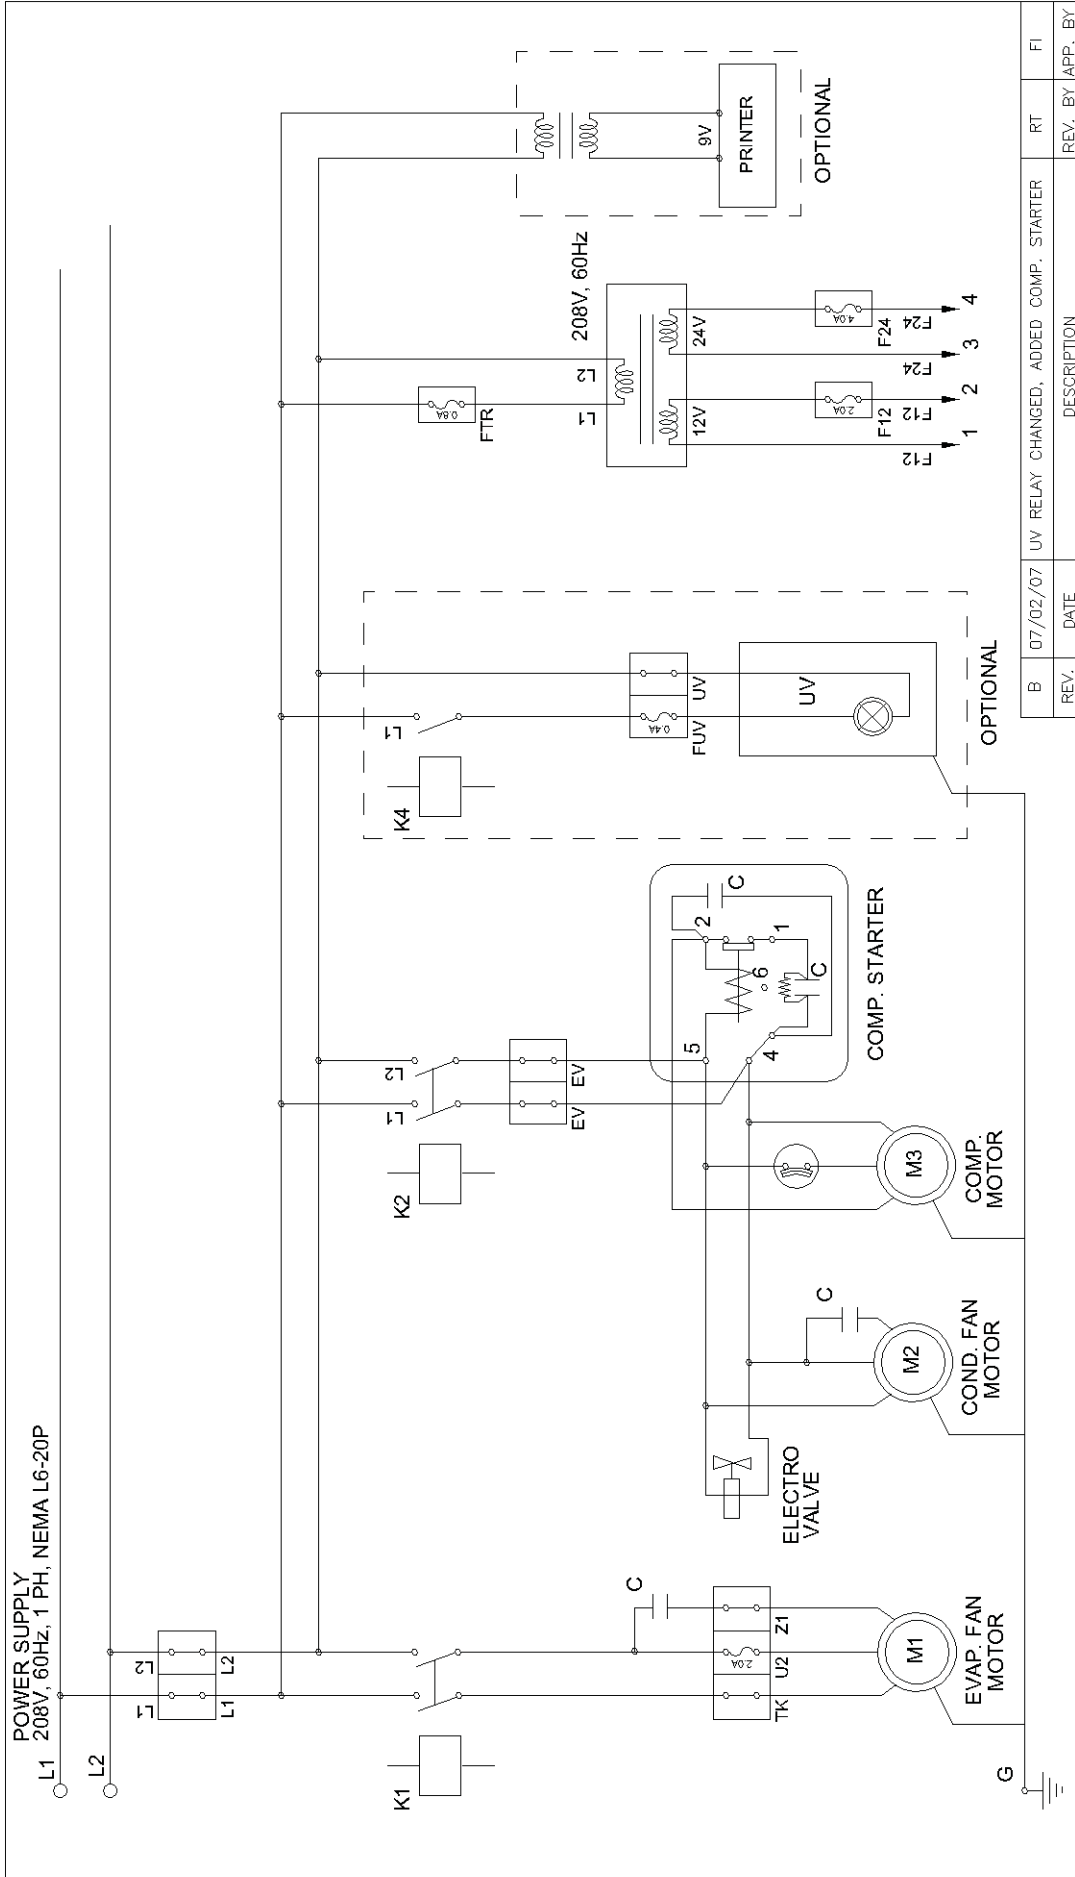 POWER SUPPLY
208V, 60Hz, 1 PH, NEMA L6-20P
L1
L2
L1
L2
L1
L2
K1
C
TK
U2
Z1
2.0A
M1
EVAP. FAN
MOTOR
G
ELECTRO
VALVE
C
M2
COND. FAN
MOTOR
K2
L1
L2
EV
EV
5
4
2
1
6
C
C
COMP. STARTER
M3
COMP.
MOTOR
K4
L1
FUV
UV
0.4A
UV
OPTIONAL
FTR
0.8A
L1
L2
208V, 60Hz
12V
24V
2.0A
4.0A
F12
F24
F12
F12
F24
F24
1
2
3
4
9V
PRINTER
OPTIONAL
B
07/02/07
UV RELAY CHANGED, ADDED COMP. STARTER
RT
FI
REV.
DATE
DESCRIPTION
REV. BY
APP. BY